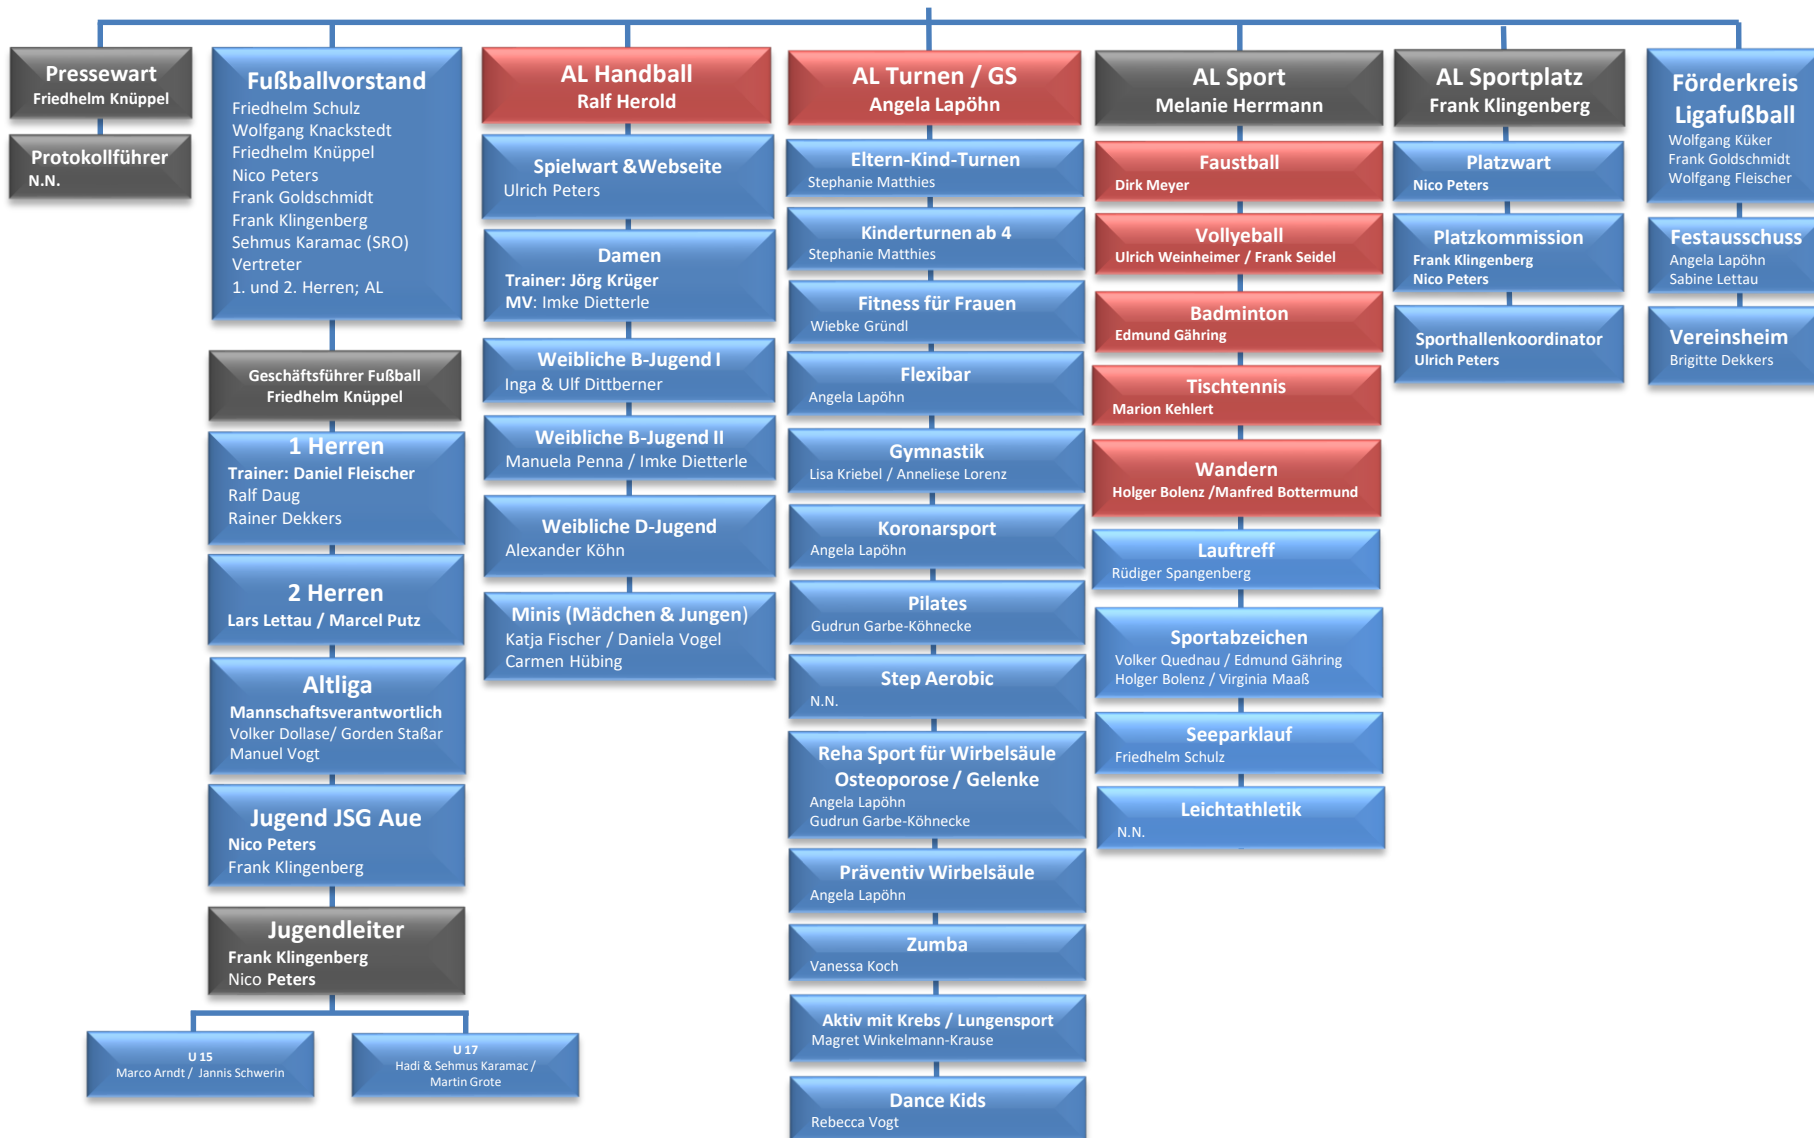 Pressewart
Friedhelm Knüppel
Protokollführer
N.N.
Fußballvorstand
Friedhelm Schulz
Wolfgang Knackstedt
Friedhelm Knüppel
Nico Peters
Frank Goldschmidt
Frank Klingenberg
Sehmus Karamac (SRO)
Vertreter
1. und 2. Herren; AL
Geschäftsführer Fußball
Friedhelm Knüppel
1 Herren
Trainer: Daniel Fleischer
Ralf Daug
Rainer Dekkers
2 Herren
Lars Lettau / Marcel Putz
Altliga
Mannschaftsverantwortlich
Volker Dollase/ Gorden Staßar
Manuel Vogt
Jugend JSG Aue
Nico Peters
Frank Klingenberg
Jugendleiter
Frank Klingenberg
Nico Peters
U 15
Marco Arndt / Jannis Schwerin
U 17
Hadi & Sehmus Karamac /
Martin Grote
AL Handball
Ralf Herold
Spielwart &Webseite
Ulrich Peters
Damen
Trainer: Jörg Krüger
MV: Imke Dietterle
Weibliche B-Jugend I
Inga & Ulf Dittberner
Weibliche B-Jugend II
Manuela Penna / Imke Dietterle
Weibliche D-Jugend
Alexander Köhn
Minis (Mädchen & Jungen)
Katja Fischer / Daniela Vogel
Carmen Hübing
AL Turnen / GS
Angela Lapöhn
Eltern-Kind-Turnen
Stephanie Matthies
Kinderturnen ab 4
Stephanie Matthies
Fitness für Frauen
Wiebke Gründl
Flexibar
Angela Lapöhn
Gymnastik
Lisa Kriebel / Anneliese Lorenz
Koronarsport
Angela Lapöhn
Pilates
Gudrun Garbe-Köhnecke
Step Aerobic
N.N.
Reha Sport für Wirbelsäule
Osteoporose / Gelenke
Angela Lapöhn
Gudrun Garbe-Köhnecke
Präventiv Wirbelsäule
Angela Lapöhn
Zumba
Vanessa Koch
Aktiv mit Krebs / Lungensport
Magret Winkelmann-Krause
Dance Kids
Rebecca Vogt
AL Sport
Melanie Herrmann
Faustball
Dirk Meyer
Vollyeball
Ulrich Weinheimer / Frank Seidel
Badminton
Edmund Gähring
Tischtennis
Marion Kehlert
Wandern
Holger Bolenz /Manfred Bottermund
Lauftreff
Rüdiger Spangenberg
Sportabzeichen
Volker Quednau / Edmund Gähring
Holger Bolenz / Virginia Maaß
Seeparklauf
Friedhelm Schulz
Leichtathletik
N.N.
AL Sportplatz
Frank Klingenberg
Platzwart
Nico Peters
Platzkommission
Frank Klingenberg
Nico Peters
Sporthallenkoordinator
Ulrich Peters
Förderkreis
Ligafußball
Wolfgang Küker
Frank Goldschmidt
Wolfgang Fleischer
Festausschuss
Angela Lapöhn
Sabine Lettau
Vereinsheim
Brigitte Dekkers